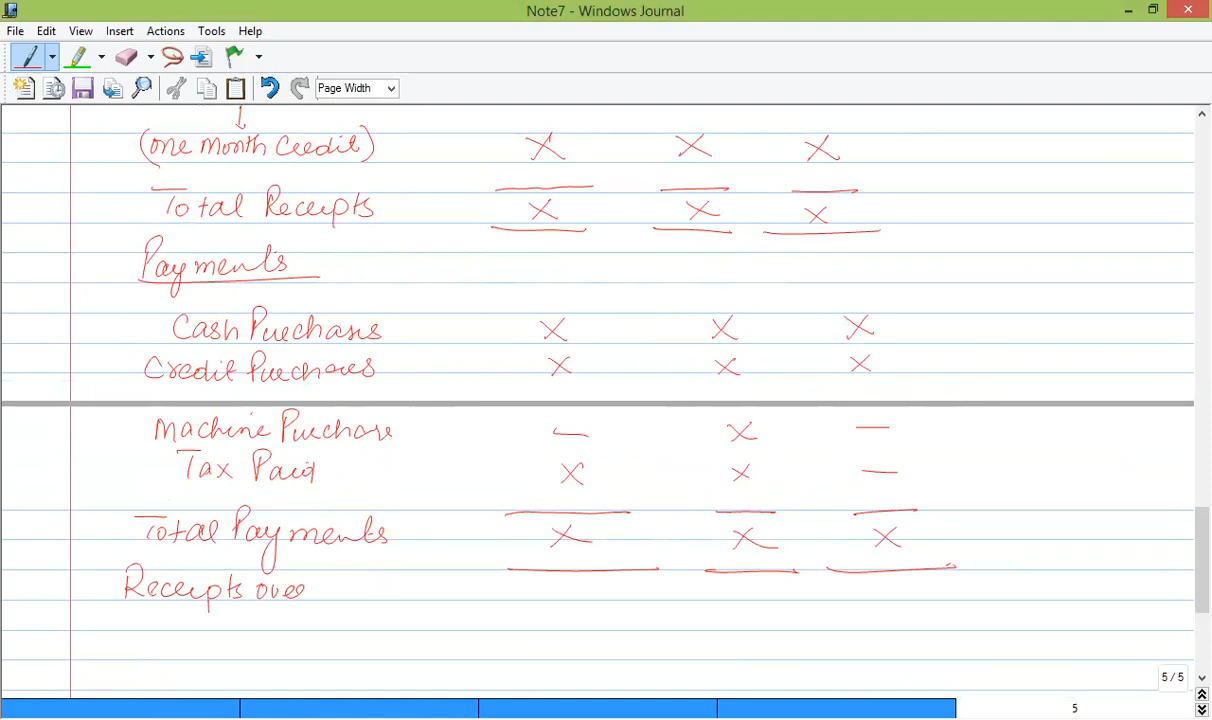 Note7 - Windows Journal
File Edit View Insert Actions Tools Help
Page Width
(One Month Credit) X X X
Total Receipts X X X
Payments
Cash Purchases X X X
Credit Purchases X X X
Machine Purchase — X —
Tax Paid X X —
Total Payments X X X
Receipts over
5 / 5
5